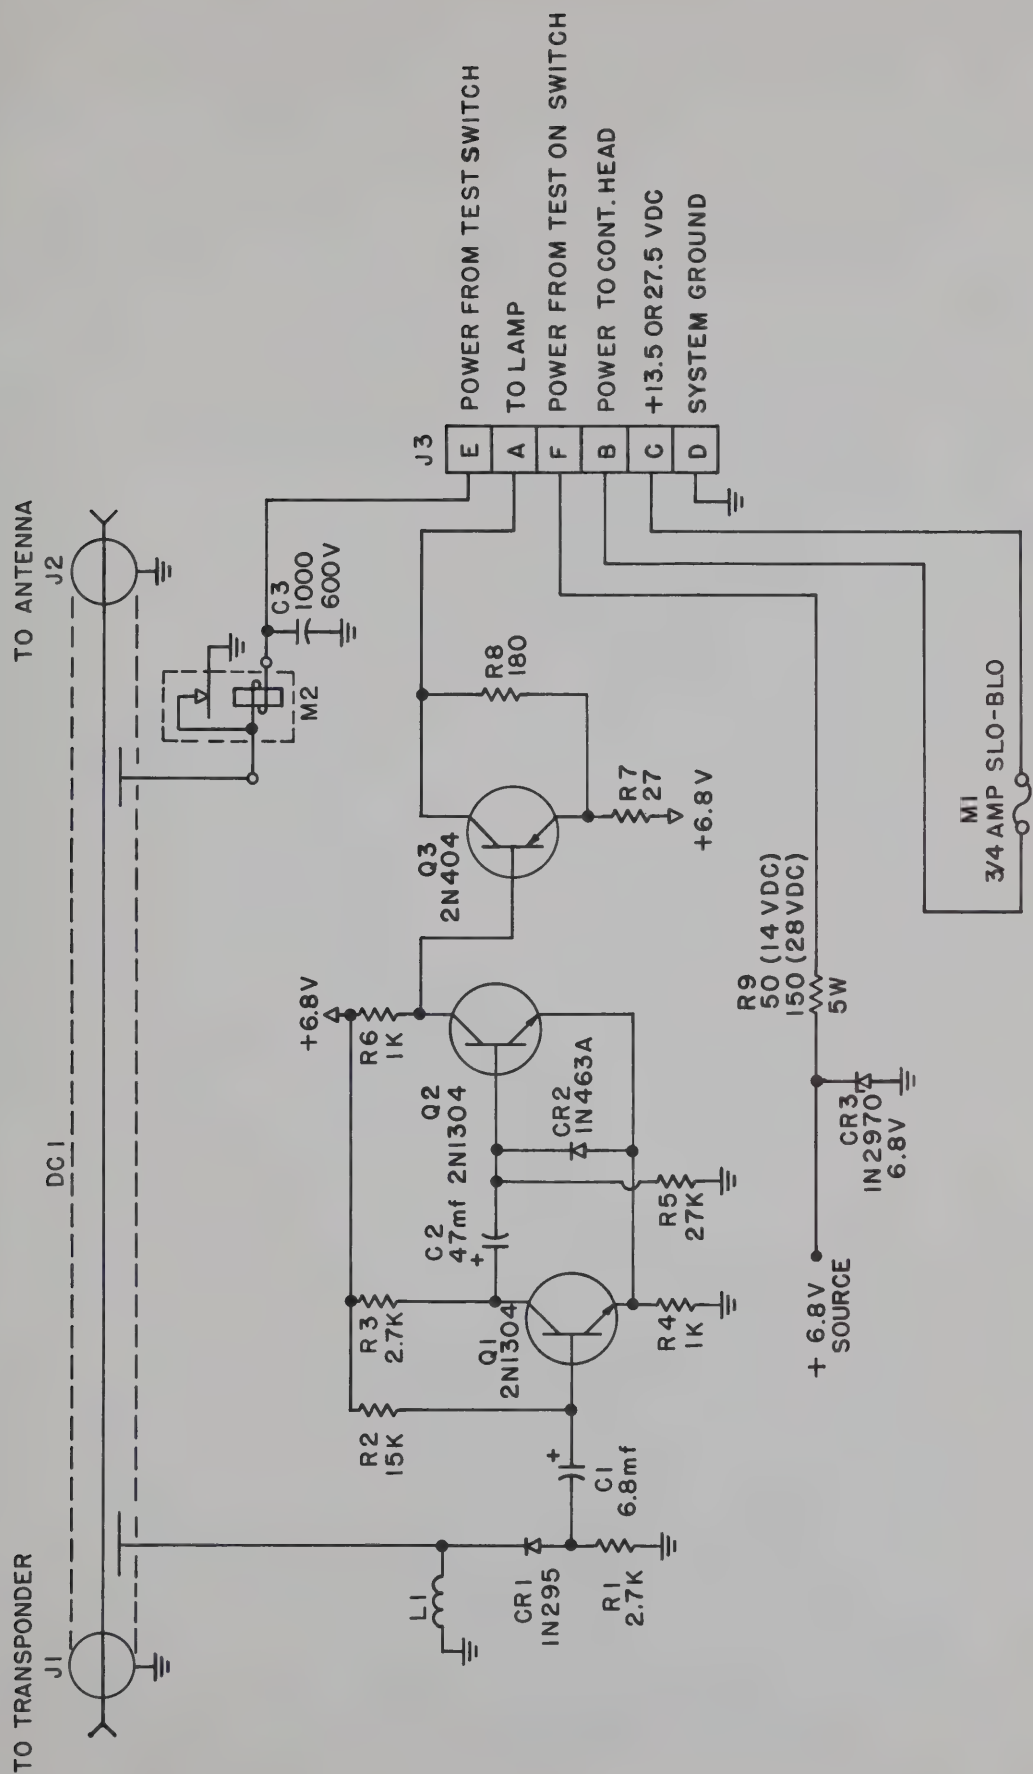 TO TRANSPONDER
J1
DC1
TO ANTENNA
J2
M2
C3
1000
600V
J3
E POWER FROM TEST SWITCH
A TO LAMP
F POWER FROM TEST ON SWITCH
B POWER TO CONT. HEAD
C +13.5 OR 27.5 VDC
D SYSTEM GROUND
L1
CR1
1N295
R1
2.7K
C1
6.8mf
+
R2
15K
R3
2.7K
Q1
2N1304
C2
47mf
+
R4
1K
R5
27K
CR2
1N463A
Q2
2N1304
+6.8V
R6
1K
Q3
2N404
R8
180
R7
27
+6.8V
+ 6.8V
SOURCE
CR3
1N2970
6.8V
R9
50 (14 VDC)
150 (28VDC)
5W
M1
3/4 AMP SLO-BLO